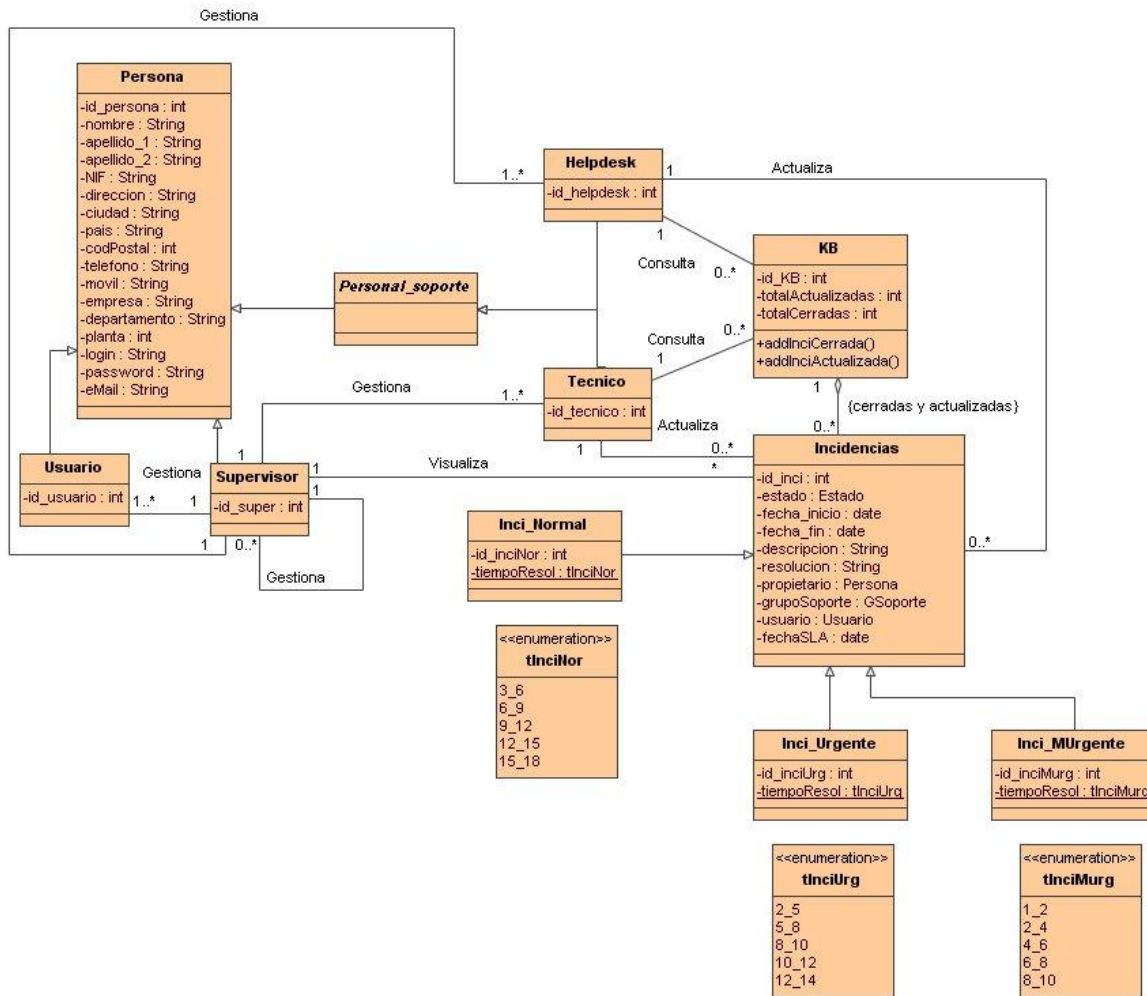 Gestiona
Persona
-id_persona : int
-nombre : String
-apellido_1 : String
-apellido_2 : String
-NIF : String
-direccion : String
-ciudad : String
-pais : String
-codPostal : int
-telefono : String
-movil : String
-empresa : String
-departamento : String
-planta : int
-login : String
-password : String
-eMail : String
1..*
Helpdesk
-id_helpdesk : int
1
Actualiza
1
Consulta
0..*
KB
-id_KB : int
-totalActualizadas : int
-totalCerradas : int
+addInciCerrada()
+addInciActualizada()
Personal_soporte
Consulta
0..*
1
Gestiona
1..*
Tecnico
-id_tecnico : int
Actualiza
1
0..*
1
{cerradas y actualizadas}
0..*
Usuario
-id_usuario : int
Gestiona
1..*
1
1
Supervisor
-id_super : int
1
Visualiza
*
1
1
0..*
Gestiona
Incidencias
-id_inci : int
-estado : Estado
-fecha_inicio : date
-fecha_fin : date
-descripcion : String
-resolucion : String
-propietario : Persona
-grupoSoporte : GSoporte
-usuario : Usuario
-fechaSLA : date
0..*
Inci_Normal
-id_inciNor : int
-tiempoResol : tInciNor
<<enumeration>>
tInciNor
3_6
6_9
9_12
12_15
15_18
Inci_Urgente
-id_inciUrg : int
-tiempoResol : tInciUrg
Inci_MUrgente
-id_inciMurg : int
-tiempoResol : tInciMurg
<<enumeration>>
tInciUrg
2_5
5_8
8_10
10_12
12_14
<<enumeration>>
tInciMurg
1_2
2_4
4_6
6_8
8_10